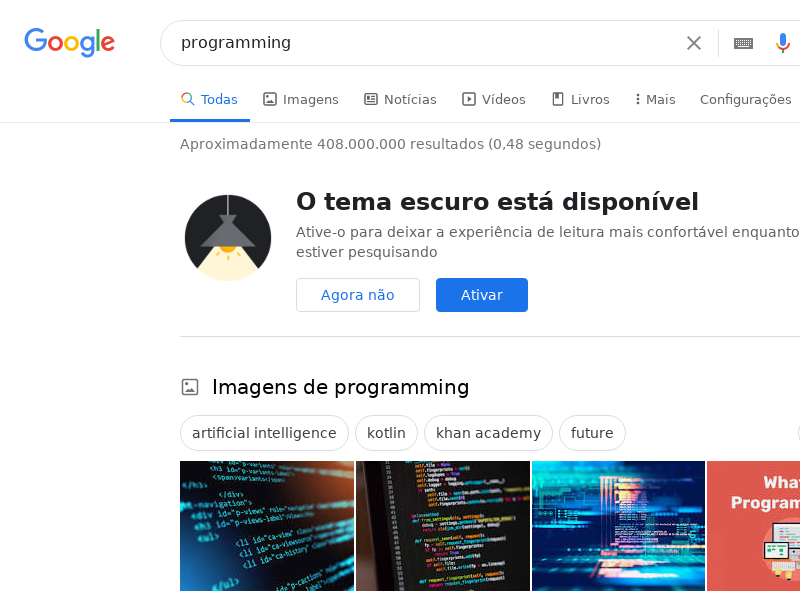 Google
programming
Todas
Imagens
Notícias
Vídeos
Livros
Mais
Configurações
Aproximadamente 408.000.000 resultados (0,48 segundos)
O tema escuro está disponível
Ative-o para deixar a experiência de leitura mais confortável enquanto
estiver pesquisando
Agora não
Ativar
Imagens de programming
artificial intelligence
kotlin
khan academy
future